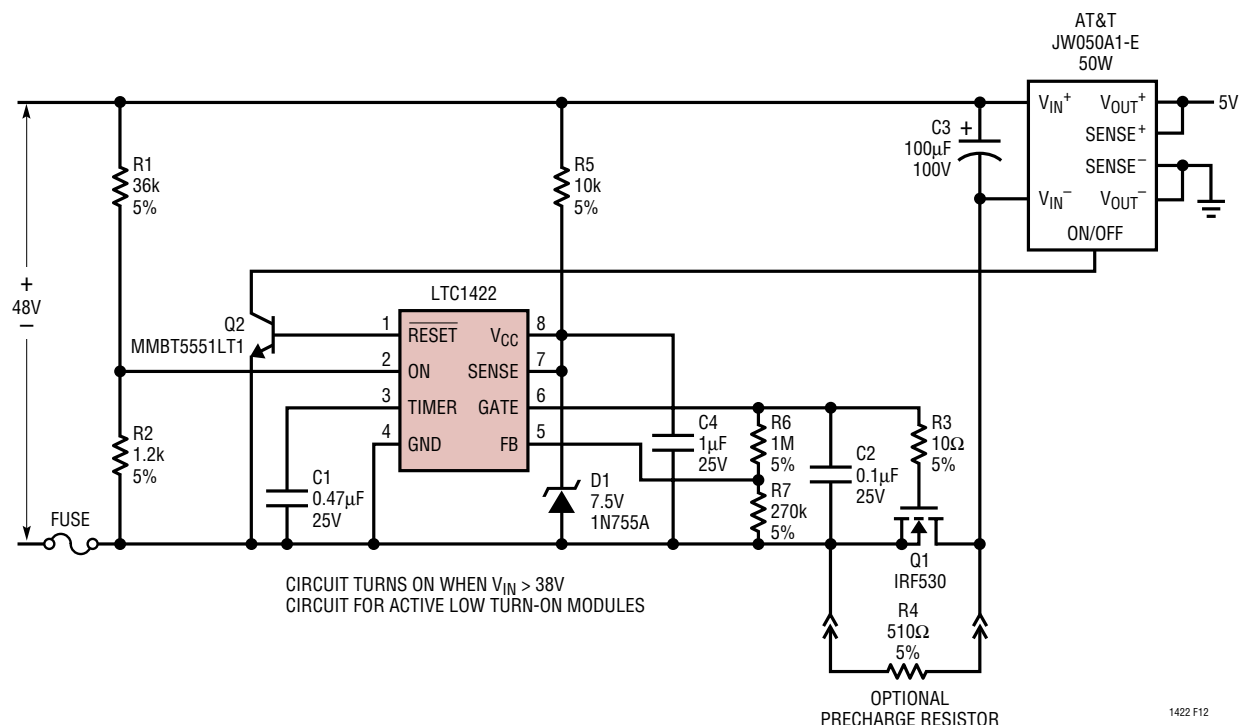 AT&T
JW050A1-E
50W
VIN+
VOUT+
5V
SENSE+
SENSE−
VIN−
VOUT−
ON/OFF
C3
+
100µF
100V
R1
36k
5%
R5
10k
5%
+
48V
−
LTC1422
Q2
MMBT5551LT1
1
RESET
VCC
8
2
ON
SENSE
7
3
TIMER
GATE
6
4
GND
FB
5
R2
1.2k
5%
C1
0.47µF
25V
D1
7.5V
1N755A
C4
1µF
25V
R6
1M
5%
R7
270k
5%
C2
0.1µF
25V
R3
10Ω
5%
FUSE
Q1
IRF530
CIRCUIT TURNS ON WHEN VIN > 38V
CIRCUIT FOR ACTIVE LOW TURN-ON MODULES
R4
510Ω
5%
OPTIONAL
PRECHARGE RESISTOR
1422 F12